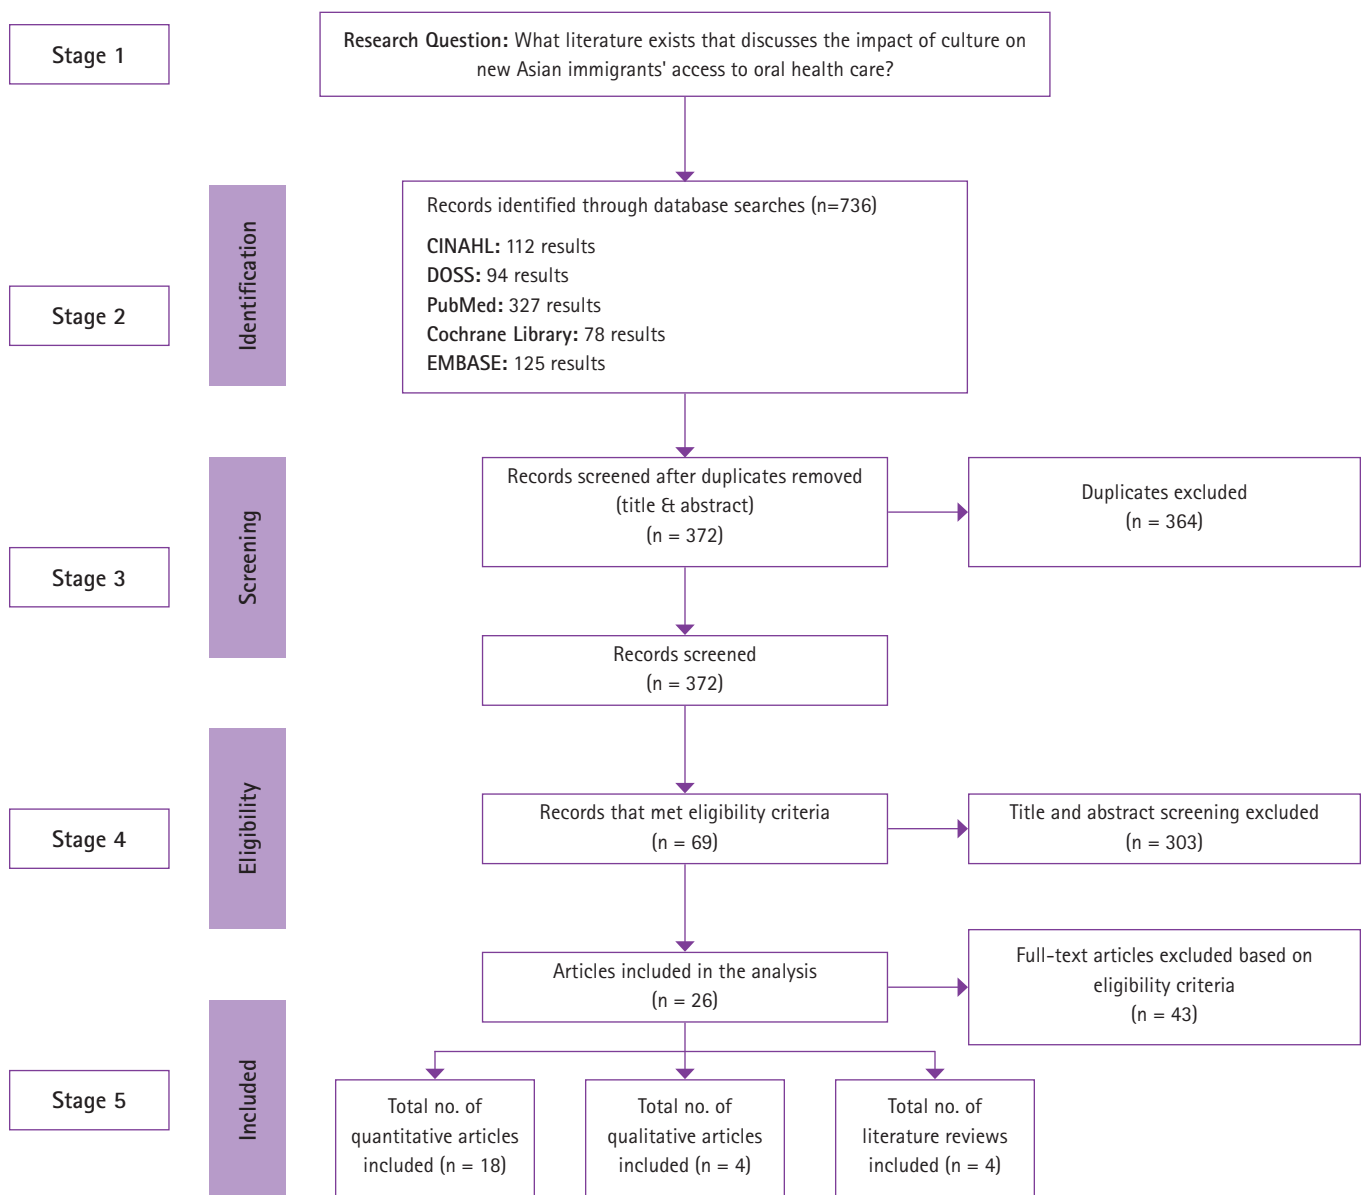 Stage 1
Research Question: What literature exists that discusses the impact of culture on
new Asian immigrants' access to oral health care?
Stage 2
Identification
Records identified through database searches (n=736)
CINAHL: 112 results
DOSS: 94 results
PubMed: 327 results
Cochrane Library: 78 results
EMBASE: 125 results
Stage 3
Screening
Records screened after duplicates removed
(title & abstract)
(n = 372)
Duplicates excluded
(n = 364)
Records screened
(n = 372)
Stage 4
Eligibility
Records that met eligibility criteria
(n = 69)
Title and abstract screening excluded
(n = 303)
Articles included in the analysis
(n = 26)
Full-text articles excluded based on
eligibility criteria
(n = 43)
Stage 5
Included
Total no. of
quantitative articles
included (n = 18)
Total no. of
qualitative articles
included (n = 4)
Total no. of
literature reviews
included (n = 4)